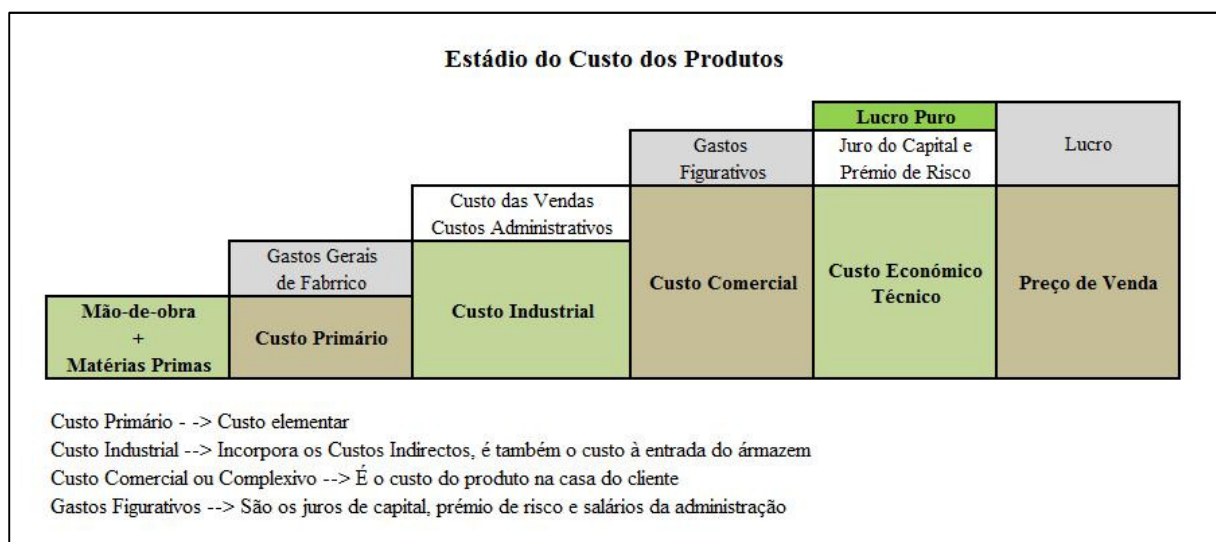 Estádio do Custo dos Produtos
Lucro Puro
Gastos
Figurativos
Juro do Capital e
Prémio de Risco
Lucro
Custo das Vendas
Custos Administrativos
Gastos Gerais
de Fabrrico
Mão-de-obra
+
Matérias Primas
Custo Primário
Custo Industrial
Custo Comercial
Custo Económico
Técnico
Preço de Venda
Custo Primário - -> Custo elementar
Custo Industrial --> Incorpora os Custos Indirectos, é também o custo à entrada do ármazem
Custo Comercial ou Complexivo --> É o custo do produto na casa do cliente
Gastos Figurativos --> São os juros de capital, prémio de risco e salários da administração